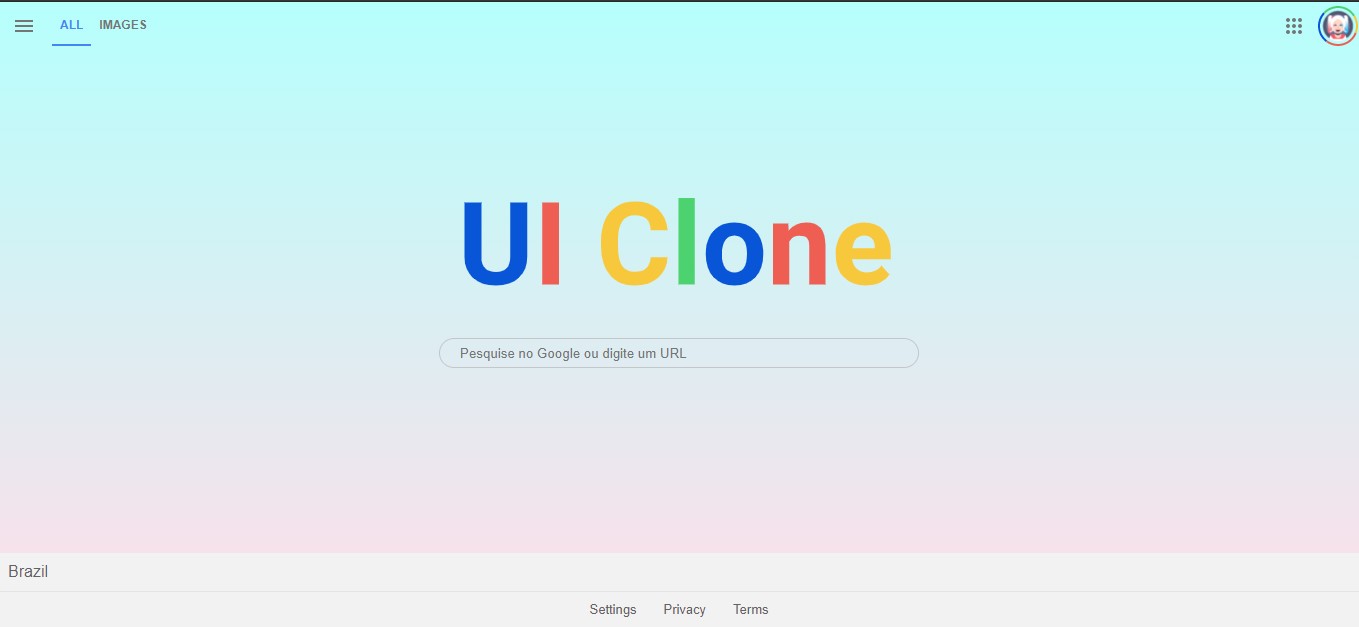 ALL IMAGES
UI Clone
Pesquise no Google ou digite um URL
Brazil
Settings Privacy Terms